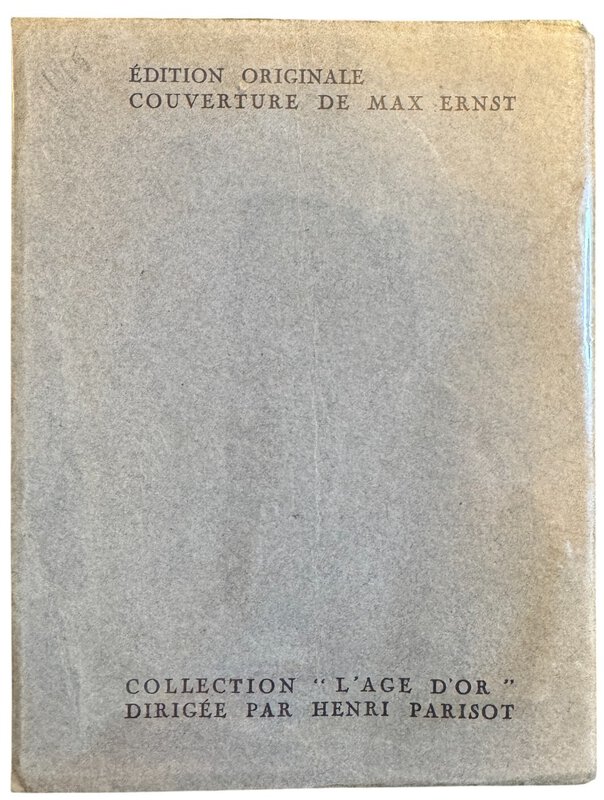 ÉDITION ORIGINALE
COUVERTURE DE MAX ERNST
COLLECTION “ L'AGE D'OR ”
DIRIGÉE PAR HENRI PARISOT